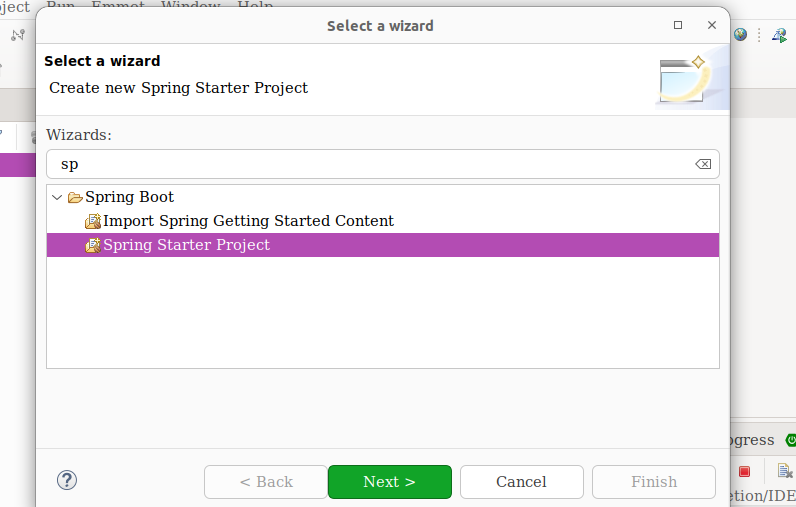 Run Emmet Window Help
Select a wizard
Select a wizard
Create new Spring Starter Project
Wizards:
sp
Spring Boot
Import Spring Getting Started Content
Spring Starter Project
ogress
< Back Next > Cancel Finish
etion/IDE